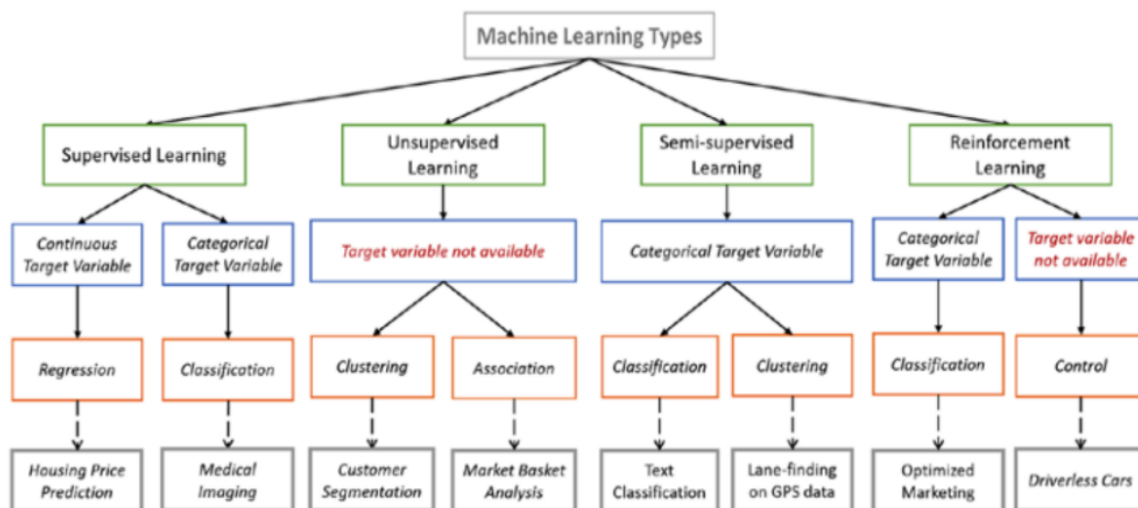 Machine Learning Types
Supervised Learning
Unsupervised
Learning
Semi-supervised
Learning
Reinforcement
Learning
Continuous
Target Variable
Categorical
Target Variable
Target variable not available
Categorical Target Variable
Categorical
Target Variable
Target variable
not available
Regression
Classification
Clustering
Association
Classification
Clustering
Classification
Control
Housing Price
Prediction
Medical
Imaging
Customer
Segmentation
Market Basket
Analysis
Text
Classification
Lane-finding
on GPS data
Optimized
Marketing
Driverless Cars